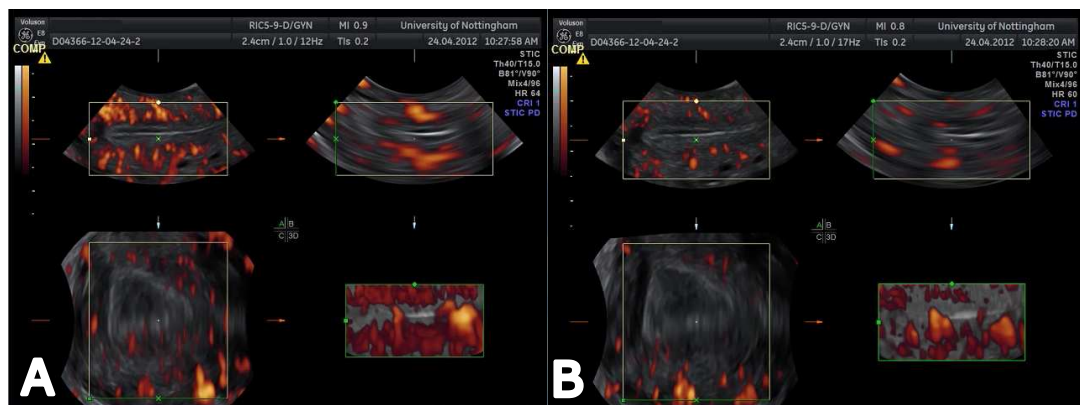 Voluson
E8
RIC5-9-D/GYN
MI 0.9
University of Nottingham
D04366-12-04-24-2
2.4cm / 1.0 / 12Hz
TIs 0.2
24.04.2012
10:27:58 AM
COMP
STIC
Th40/T15.0
B81°/V90°
Mix4/96
HR 64
CRI 1
STIC PD
A B
C 3D
A
Voluson
E8
RIC5-9-D/GYN
MI 0.8
University of Nottingham
D04366-12-04-24-2
2.4cm / 1.0 / 17Hz
TIs 0.2
24.04.2012
10:28:20 AM
COMP
STIC
Th40/T15.0
B81°/V90°
Mix4/96
HR 60
CRI 1
STIC PD
A B
C 3D
B